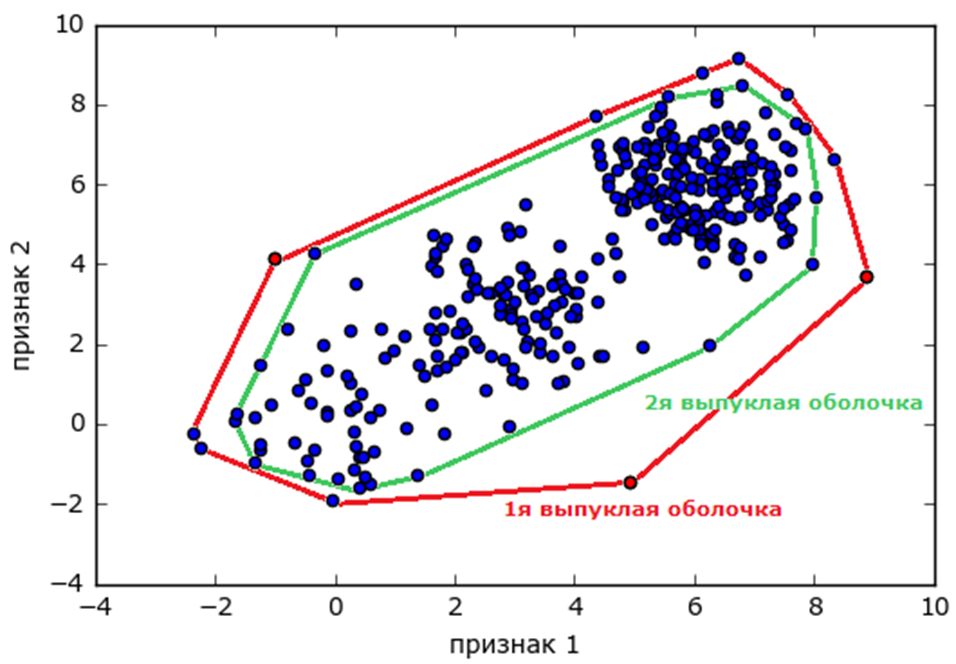 10
8
6
4
2
0
−2
−4
признак 2
2я выпуклая оболочка
1я выпуклая оболочка
−4 −2 0 2 4 6 8 10
признак 1